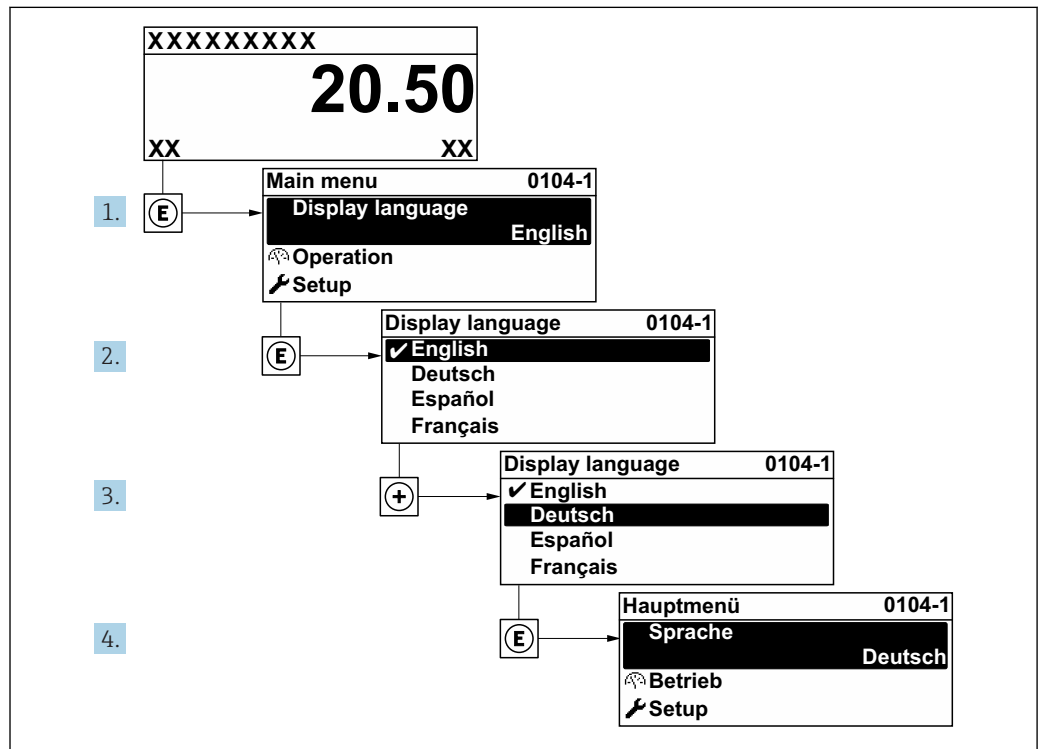 XXXXXXXXX
20.50
XX XX
1.
E
Main menu 0104-1
Display language
English
Operation
Setup
2.
E
Display language 0104-1
✔ English
Deutsch
Español
Français
3.
+
Display language 0104-1
✔ English
Deutsch
Español
Français
4.
E
Hauptmenü 0104-1
Sprache
Deutsch
Betrieb
Setup